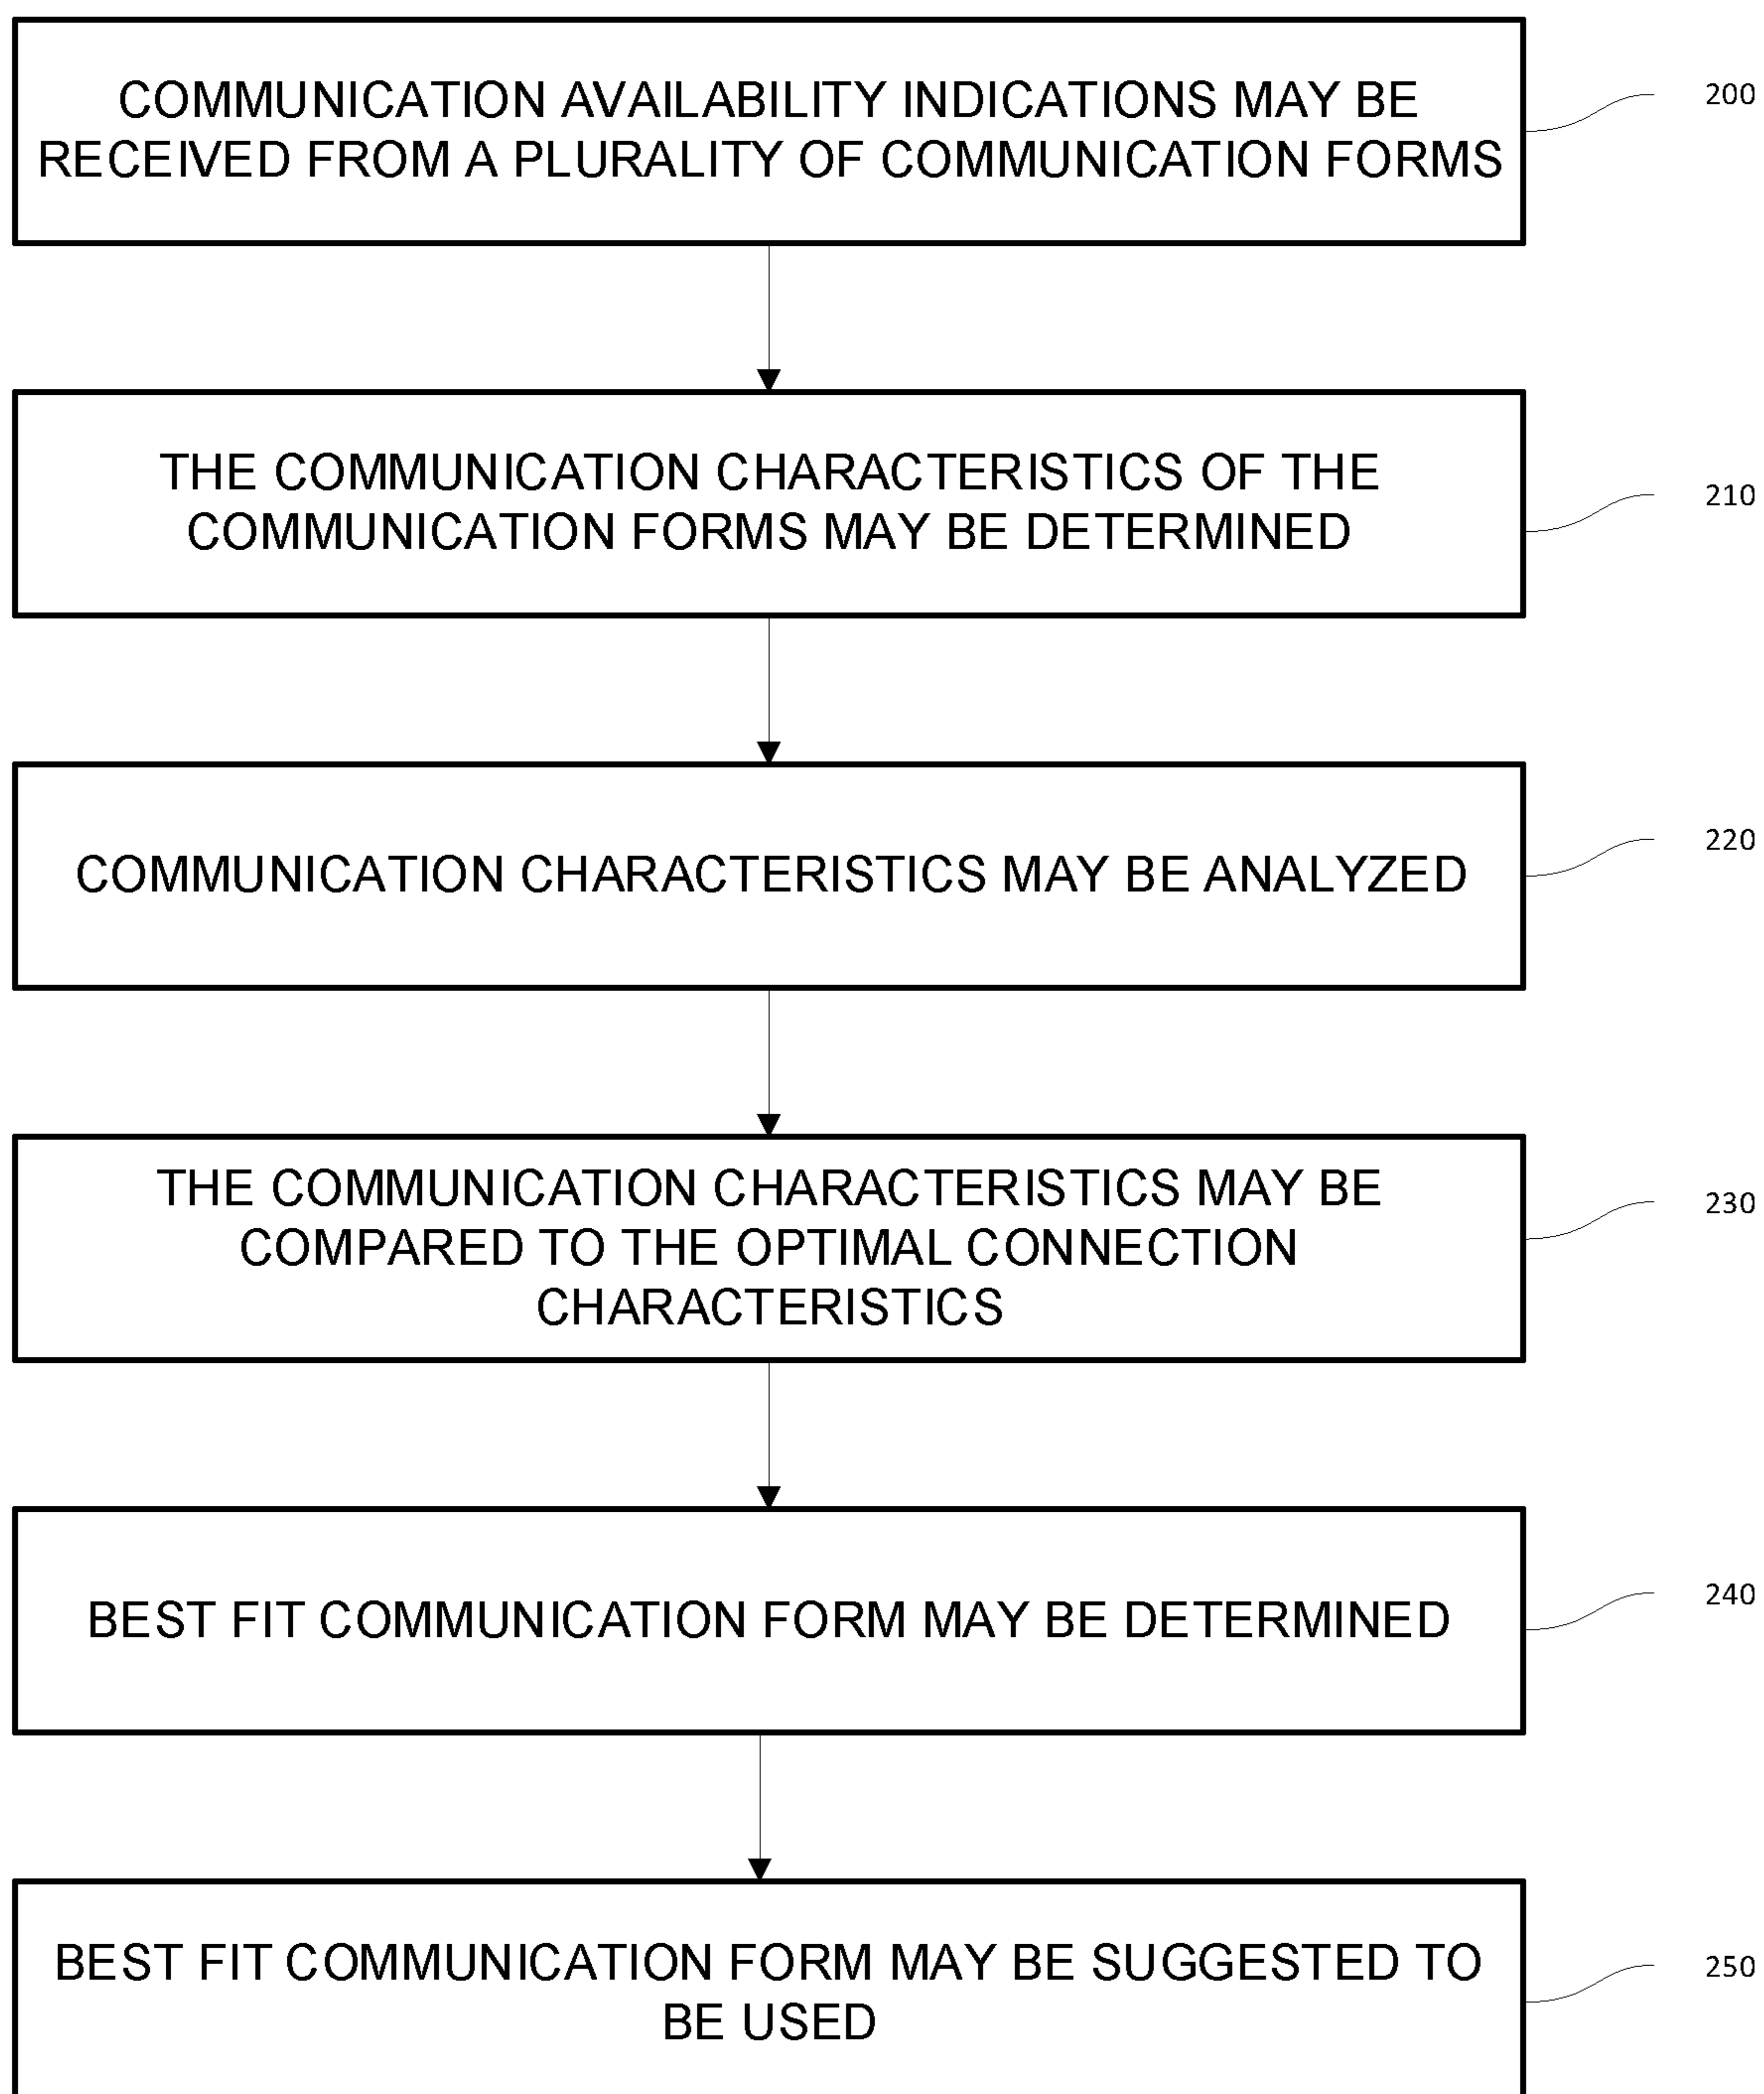 COMMUNICATION AVAILABILITY INDICATIONS MAY BE
RECEIVED FROM A PLURALITY OF COMMUNICATION FORMS
200
THE COMMUNICATION CHARACTERISTICS OF THE
COMMUNICATION FORMS MAY BE DETERMINED
210
COMMUNICATION CHARACTERISTICS MAY BE ANALYZED
220
THE COMMUNICATION CHARACTERISTICS MAY BE
COMPARED TO THE OPTIMAL CONNECTION
CHARACTERISTICS
230
BEST FIT COMMUNICATION FORM MAY BE DETERMINED
240
BEST FIT COMMUNICATION FORM MAY BE SUGGESTED TO
BE USED
250